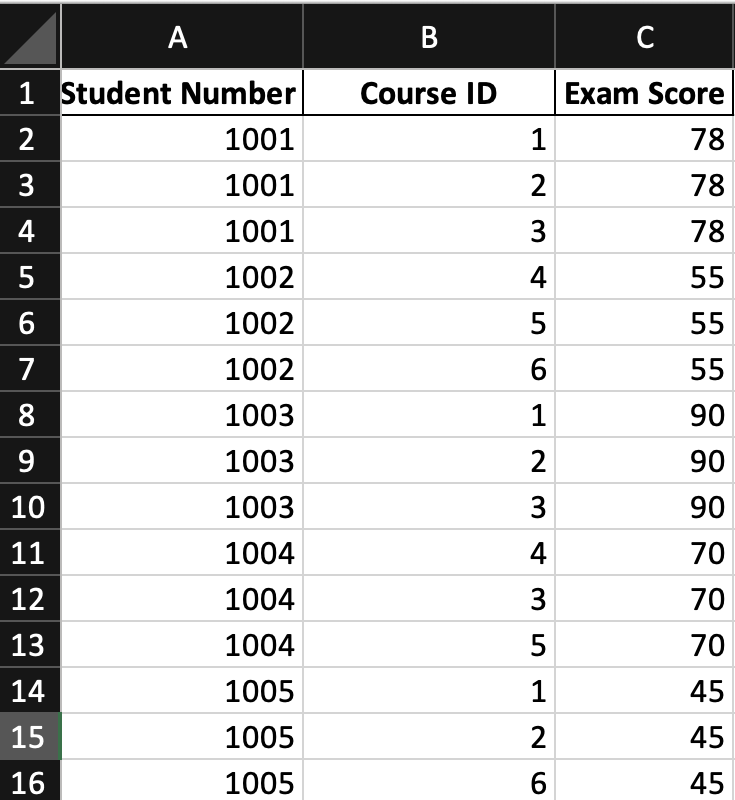 A B C
1 Student Number Course ID Exam Score
2 1001 1 78
3 1001 2 78
4 1001 3 78
5 1002 4 55
6 1002 5 55
7 1002 6 55
8 1003 1 90
9 1003 2 90
10 1003 3 90
11 1004 4 70
12 1004 3 70
13 1004 5 70
14 1005 1 45
15 1005 2 45
16 1005 6 45